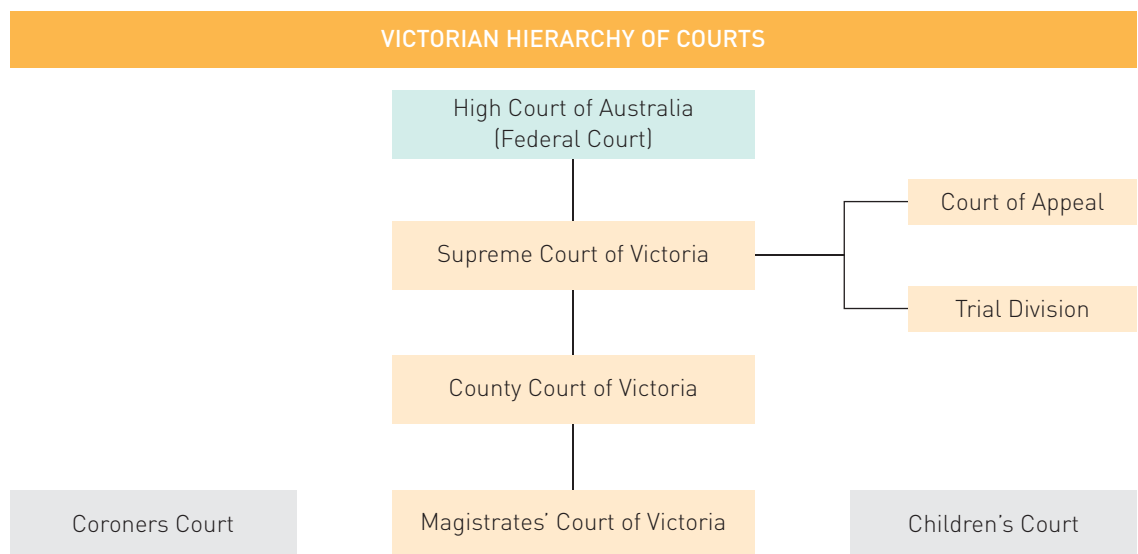 VICTORIAN HIERARCHY OF COURTS
High Court of Australia
(Federal Court)
Court of Appeal
Supreme Court of Victoria
Trial Division
County Court of Victoria
Coroners Court
Magistrates’ Court of Victoria
Children’s Court